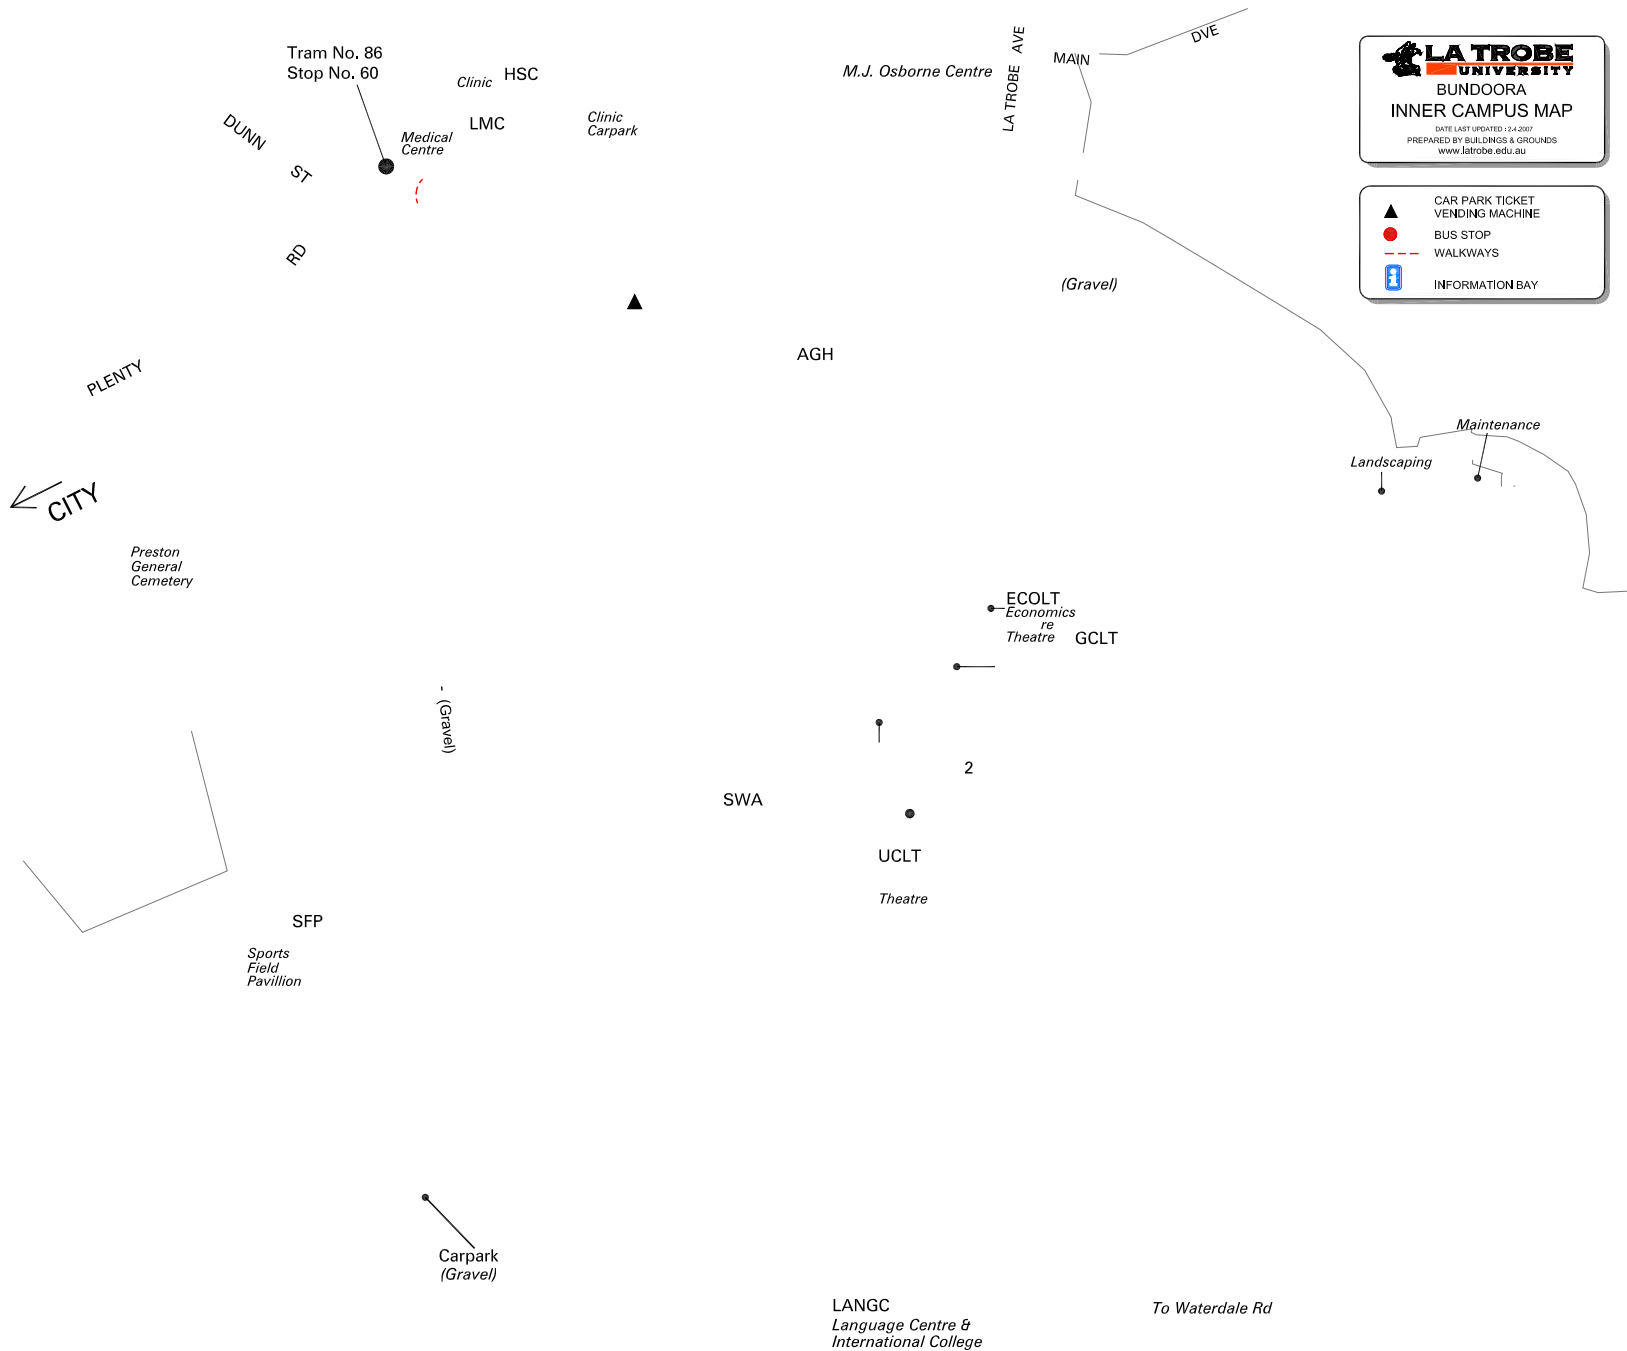 Tram No. 86
Stop No. 60
Clinic
HSC
LMC
Medical
Centre
Clinic
Carpark
DUNN
ST
RD
PLENTY
CITY
M.J. Osborne Centre
LA TROBE AVE
MAIN
DVE
LA TROBE
UNIVERSITY
BUNDOORA
INNER CAMPUS MAP
DATE LAST UPDATED : 2.4.2007
PREPARED BY BUILDINGS & GROUNDS
www.latrobe.edu.au
CAR PARK TICKET
VENDING MACHINE
BUS STOP
WALKWAYS
i
INFORMATION BAY
(Gravel)
AGH
Maintenance
Landscaping
Preston
General
Cemetery
ECOLT
Economics
re
Theatre
GCLT
- (Gravel)
2
SWA
UCLT
Theatre
SFP
Sports
Field
Pavillion
Carpark
(Gravel)
LANGC
Language Centre &
International College
To Waterdale Rd